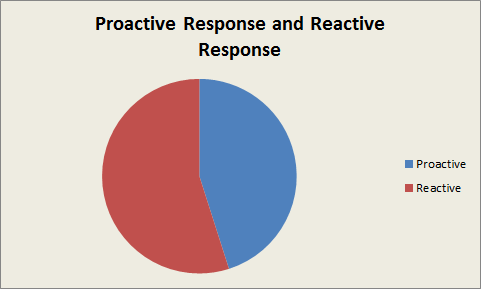 Proactive Response and Reactive
Response
Proactive
Reactive